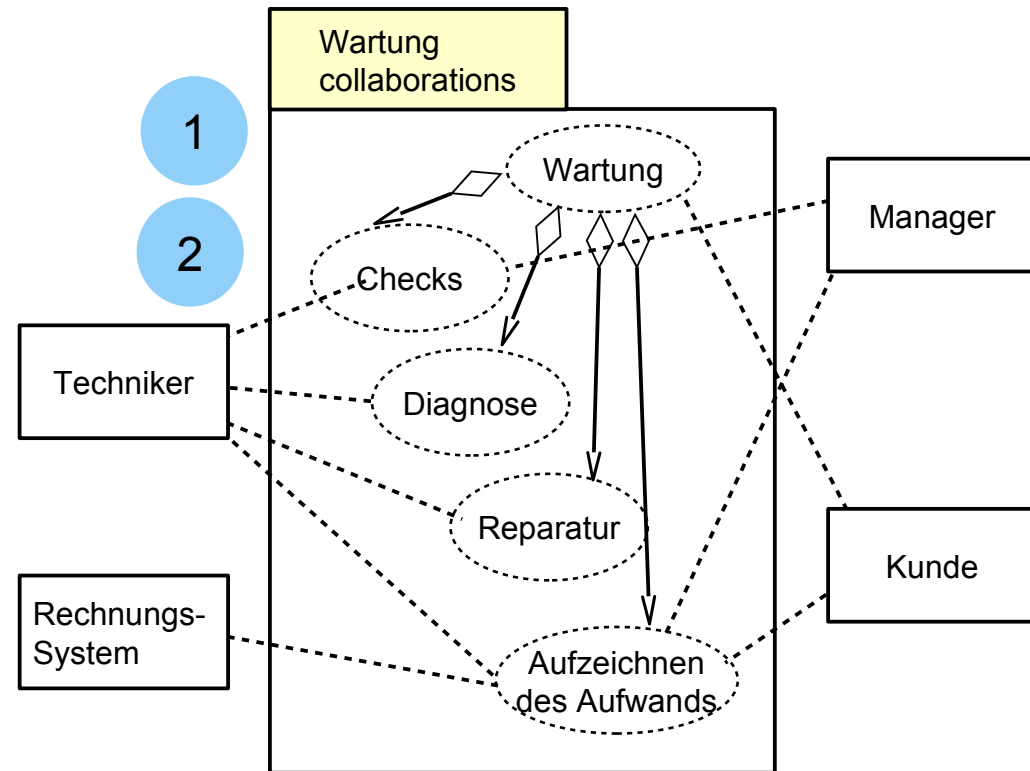 Wartung
collaborations
1
Wartung
Manager
2
Checks
Techniker
Diagnose
Reparatur
Kunde
Rechnungs-
System
Aufzeichnen
des Aufwands